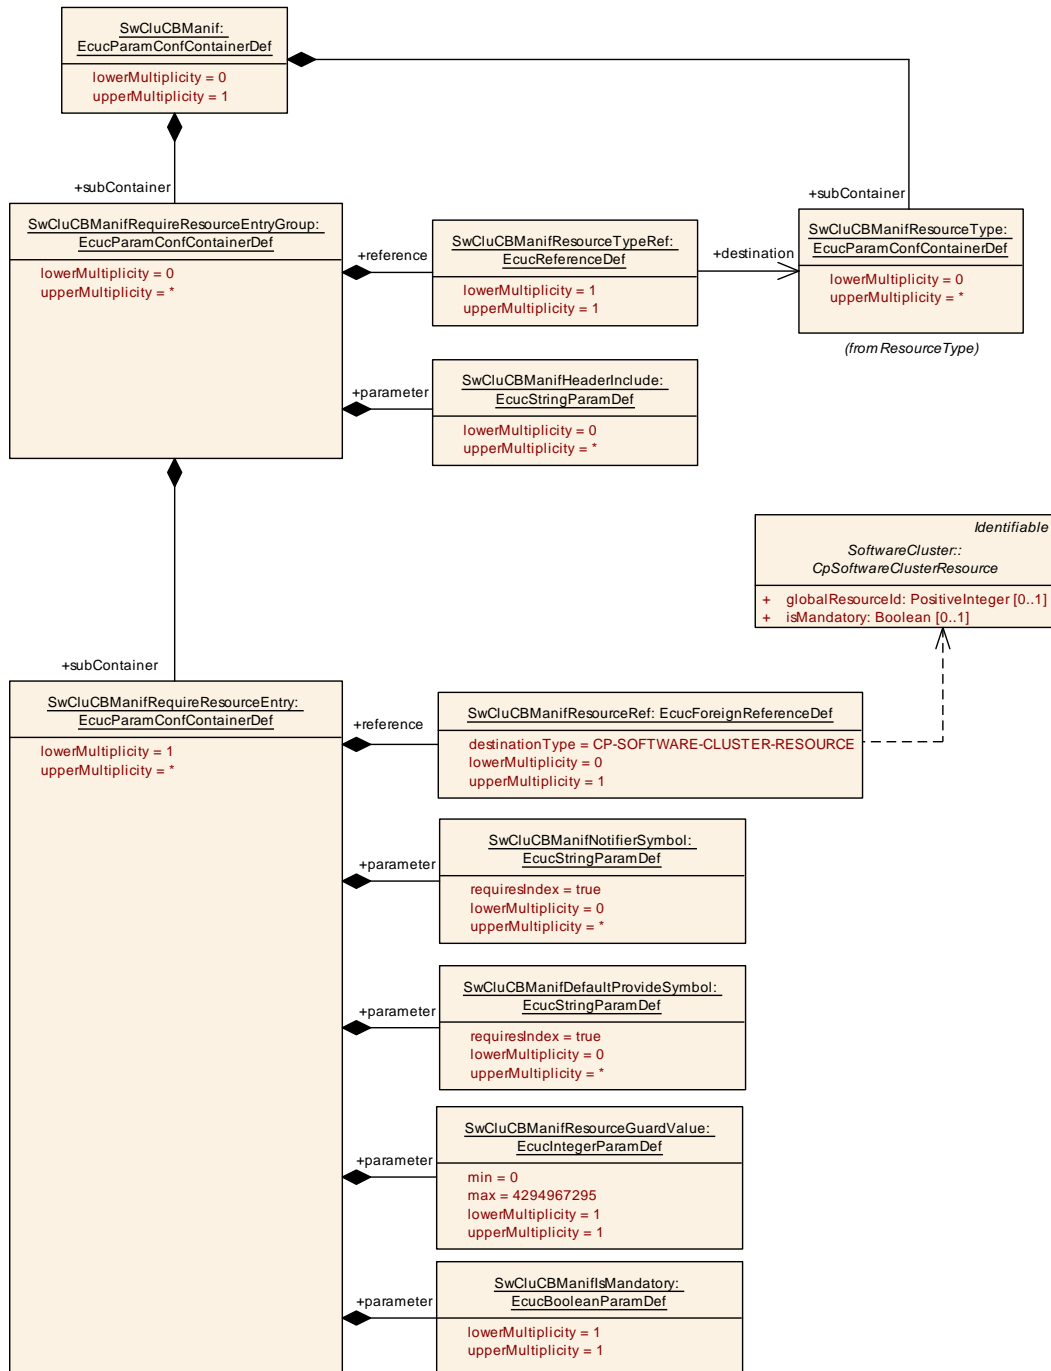 SwCluCBManif:
EcucParamConfContainerDef
lowerMultiplicity = 0
upperMultiplicity = 1
+subContainer
+subContainer
SwCluCBManifRequireResourceEntryGroup:
EcucParamConfContainerDef
lowerMultiplicity = 0
upperMultiplicity = *
+reference
SwCluCBManifResourceTypeRef:
EcucReferenceDef
lowerMultiplicity = 1
upperMultiplicity = 1
+destination
SwCluCBManifResourceType:
EcucParamConfContainerDef
lowerMultiplicity = 0
upperMultiplicity = *
(from ResourceType)
+parameter
SwCluCBManifHeaderInclude:
EcucStringParamDef
lowerMultiplicity = 0
upperMultiplicity = *
Identifiable
SoftwareCluster::
CpSoftwareClusterResource
+ globalResourceId: PositiveInteger [0..1]
+ isMandatory: Boolean [0..1]
+subContainer
SwCluCBManifRequireResourceEntry:
EcucParamConfContainerDef
lowerMultiplicity = 1
upperMultiplicity = *
+reference
SwCluCBManifResourceRef: EcucForeignReferenceDef
destinationType = CP-SOFTWARE-CLUSTER-RESOURCE
lowerMultiplicity = 0
upperMultiplicity = 1
+parameter
SwCluCBManifNotifierSymbol:
EcucStringParamDef
requiresIndex = true
lowerMultiplicity = 0
upperMultiplicity = *
+parameter
SwCluCBManifDefaultProvideSymbol:
EcucStringParamDef
requiresIndex = true
lowerMultiplicity = 0
upperMultiplicity = *
+parameter
SwCluCBManifResourceGuardValue:
EcucIntegerParamDef
min = 0
max = 4294967295
lowerMultiplicity = 1
upperMultiplicity = 1
+parameter
SwCluCBManifIsMandatory:
EcucBooleanParamDef
lowerMultiplicity = 1
upperMultiplicity = 1